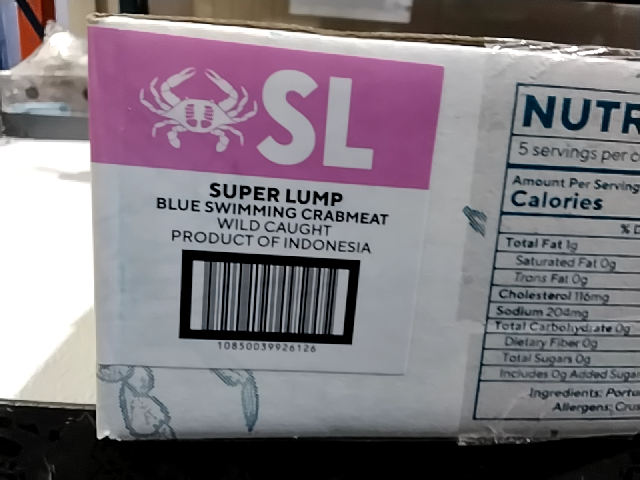 SL
SUPER LUMP
BLUE SWIMMING CRABMEAT
WILD CAUGHT
PRODUCT OF INDONESIA
10850039926126
NUTR
5 servings per c
Amount Per Serving
Calories
% D
Total Fat 1g
Saturated Fat 0g
Trans Fat 0g
Cholesterol 116mg
Sodium 204mg
Total Carbohydrate 0g
Dietary Fiber 0g
Total Sugars 0g
Includes 0g Added Sugar
Ingredients: Portu
Allergens: Crus